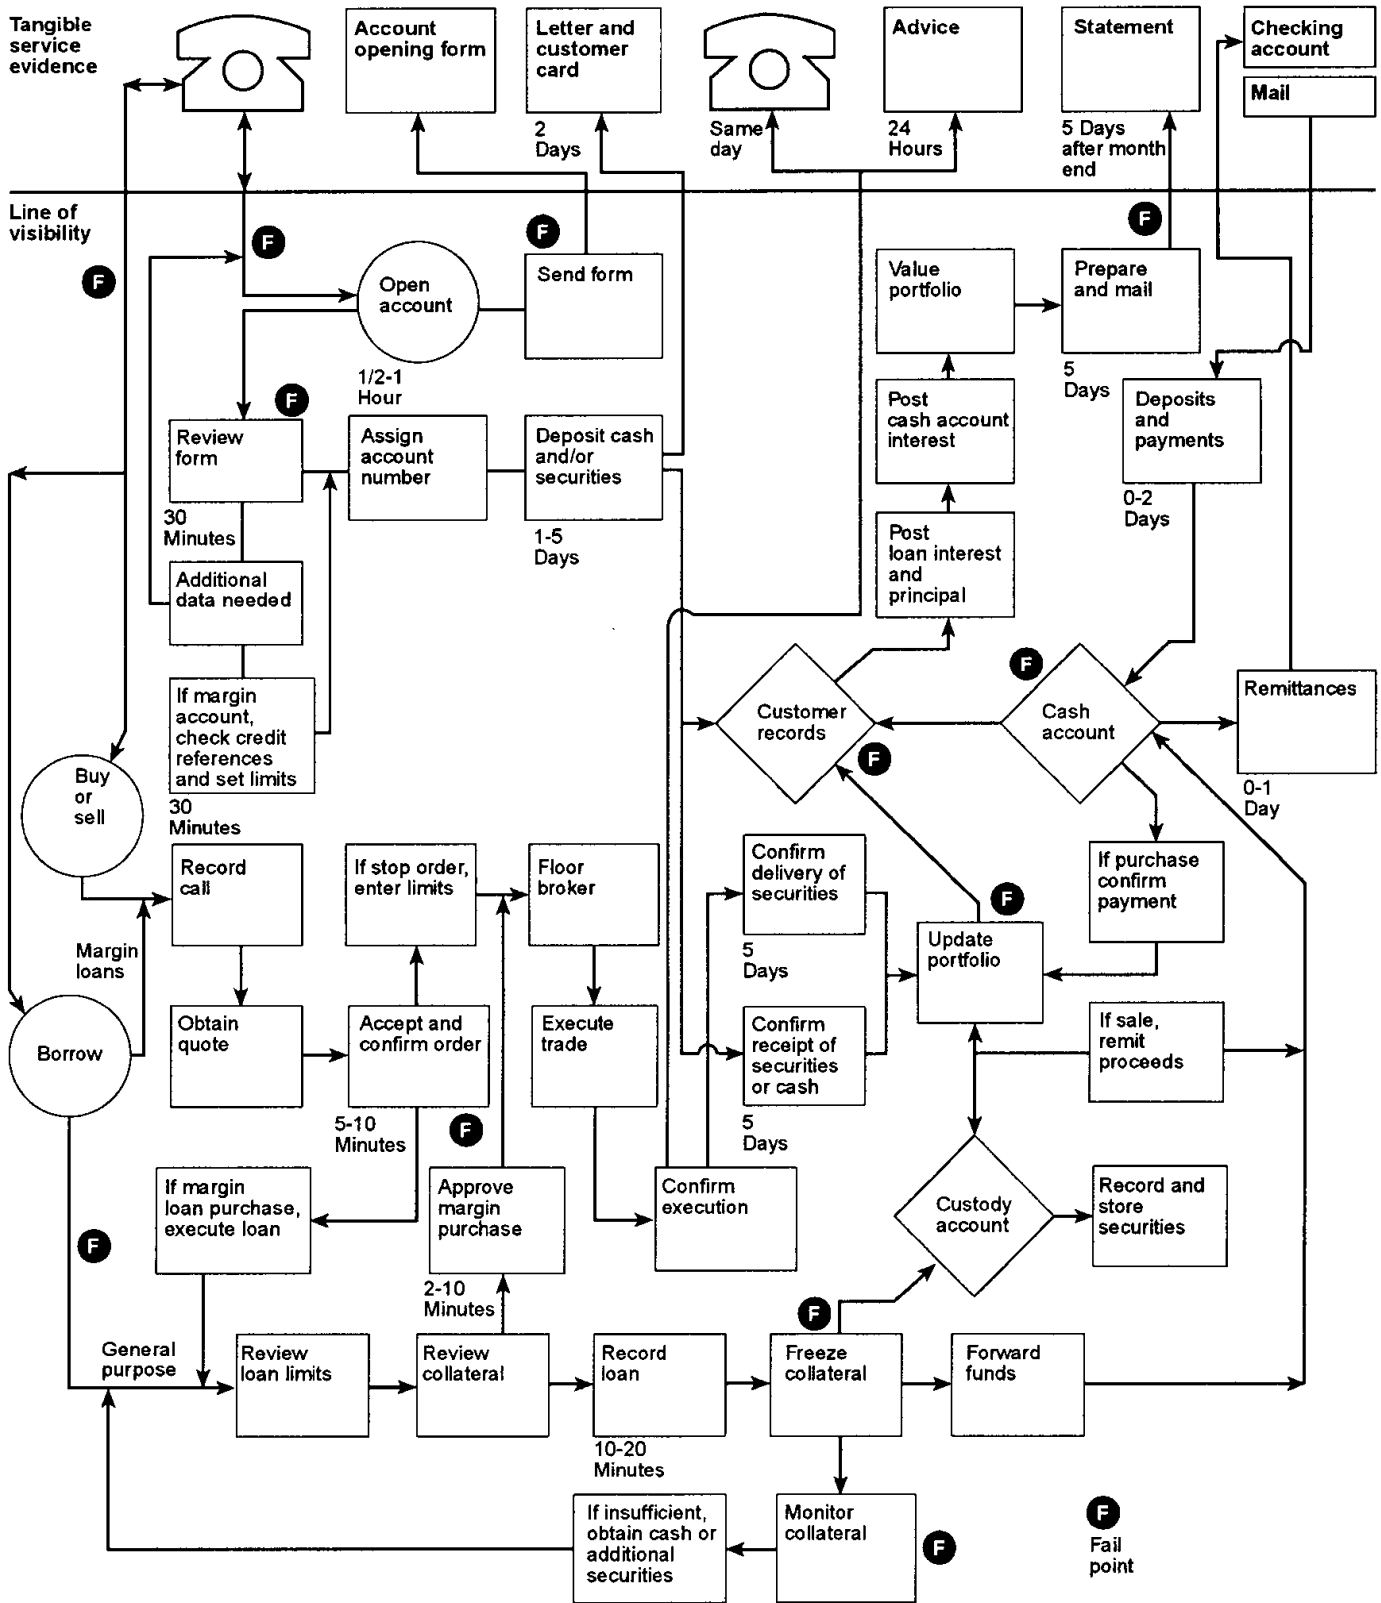 Tangible
service
evidence
Account
opening form
Letter and
customer
card
Advice
Statement
Checking
account
Mail
2
Days
Same
day
24
Hours
5 Days
after month
end
Line of
visibility
F
F
F
F
Open
account
Send form
Value
portfolio
Prepare
and mail
1/2-1
Hour
5
Days
F
Review
form
Assign
account
number
Deposit cash
and/or
securities
Post
cash account
interest
Deposits
and
payments
30
Minutes
1-5
Days
0-2
Days
Post
loan interest
and
principal
Additional
data needed
If margin
account,
check credit
references
and set limits
30
Minutes
F
Customer
records
F
Cash
account
Remittances
0-1
Day
Buy
or
sell
Record
call
If stop order,
enter limits
Floor
broker
Confirm
delivery of
securities
5
Days
F
Update
portfolio
If purchase
confirm
payment
Margin
loans
Borrow
Obtain
quote
Accept and
confirm order
5-10
Minutes
F
Execute
trade
Confirm
receipt of
securities
or cash
5
Days
If sale,
remit
proceeds
F
If margin
loan purchase,
execute loan
Approve
margin
purchase
2-10
Minutes
Confirm
execution
Custody
account
Record and
store
securities
F
General
purpose
Review
loan limits
Review
collateral
Record
loan
10-20
Minutes
Freeze
collateral
Forward
funds
If insufficient,
obtain cash or
additional
securities
Monitor
collateral
F
F
Fail
point